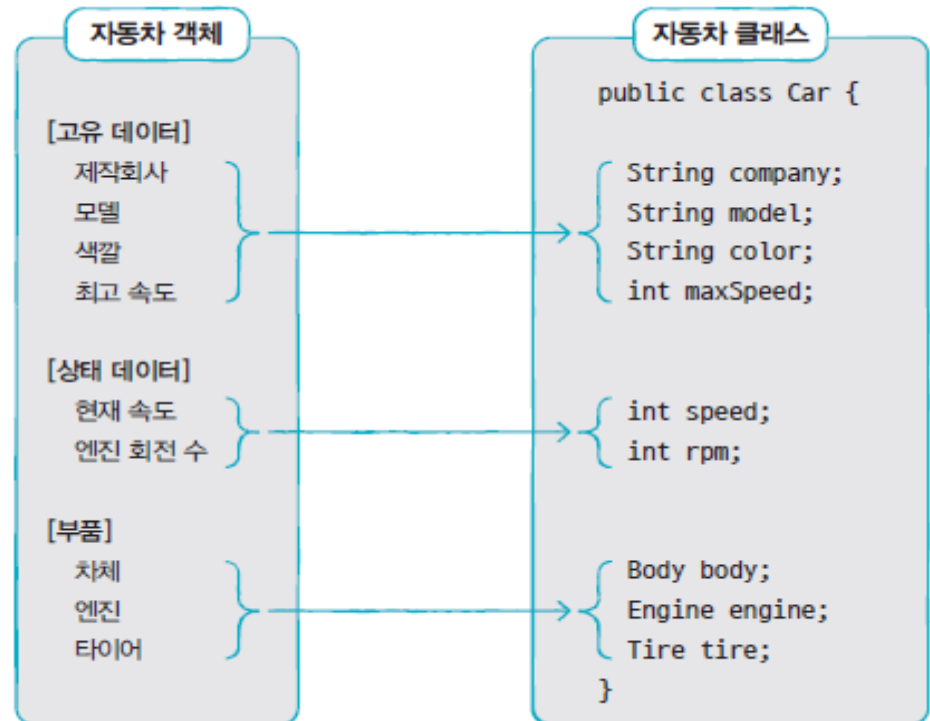 자동차 객체
[고유 데이터]
제작회사
모델
색깔
최고 속도
[상태 데이터]
현재 속도
엔진 회전 수
[부품]
차체
엔진
타이어
자동차 클래스
public class Car {
String company;
String model;
String color;
int maxSpeed;
int speed;
int rpm;
Body body;
Engine engine;
Tire tire;
}